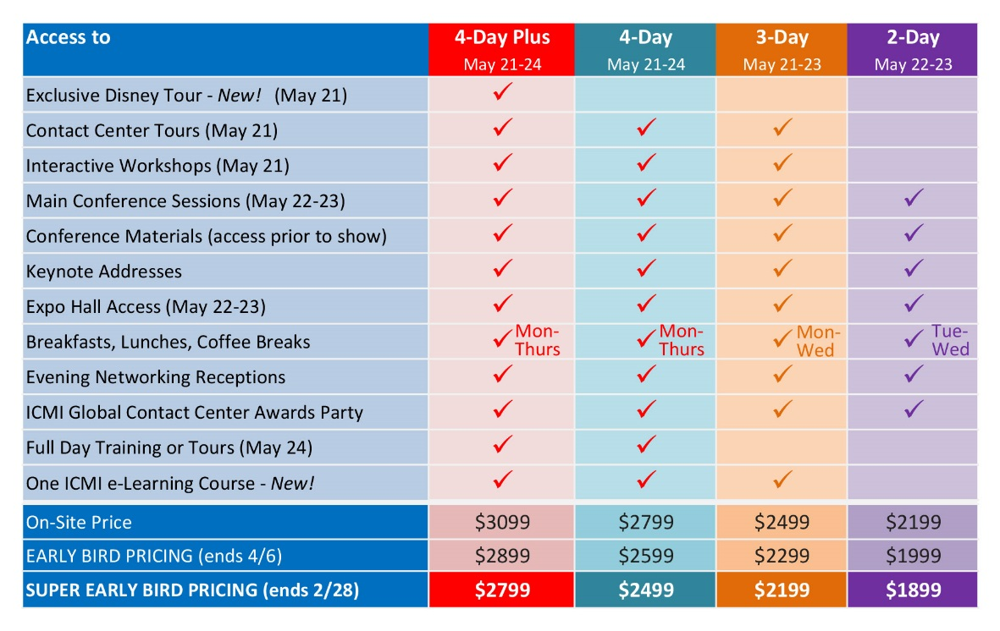 Access to 4-Day Plus 4-Day 3-Day 2-Day
May 21-24 May 21-24 May 21-23 May 22-23
Exclusive Disney Tour - New! (May 21) ✓
Contact Center Tours (May 21) ✓ ✓ ✓
Interactive Workshops (May 21) ✓ ✓ ✓
Main Conference Sessions (May 22-23) ✓ ✓ ✓ ✓
Conference Materials (access prior to show) ✓ ✓ ✓ ✓
Keynote Addresses ✓ ✓ ✓ ✓
Expo Hall Access (May 22-23) ✓ ✓ ✓ ✓
Breakfasts, Lunches, Coffee Breaks ✓ Mon-Thurs ✓ Mon-Thurs ✓ Mon-Wed ✓ Tue-Wed
Evening Networking Receptions ✓ ✓ ✓ ✓
ICMI Global Contact Center Awards Party ✓ ✓ ✓ ✓
Full Day Training or Tours (May 24) ✓ ✓
One ICMI e-Learning Course - New! ✓ ✓ ✓
On-Site Price $3099 $2799 $2499 $2199
EARLY BIRD PRICING (ends 4/6) $2899 $2599 $2299 $1999
SUPER EARLY BIRD PRICING (ends 2/28) $2799 $2499 $2199 $1899